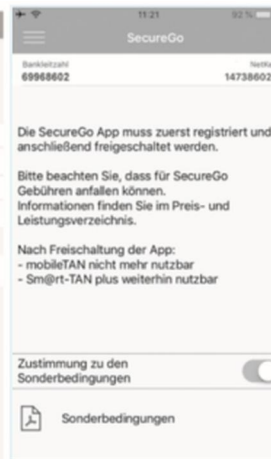 11:21 92 %
SecureGo
Bankleitzahl
69968602 14738602
Die SecureGo App muss zuerst registriert und
anschließend freigeschaltet werden.
Bitte beachten Sie, dass für SecureGo
Gebühren anfallen können.
Informationen finden Sie im Preis- und
Leistungsverzeichnis.
Nach Freischaltung der App:
- mobileTAN nicht mehr nutzbar
- Sm@rt-TAN plus weiterhin nutzbar
Zustimmung zu den
Sonderbedingungen
Sonderbedingungen